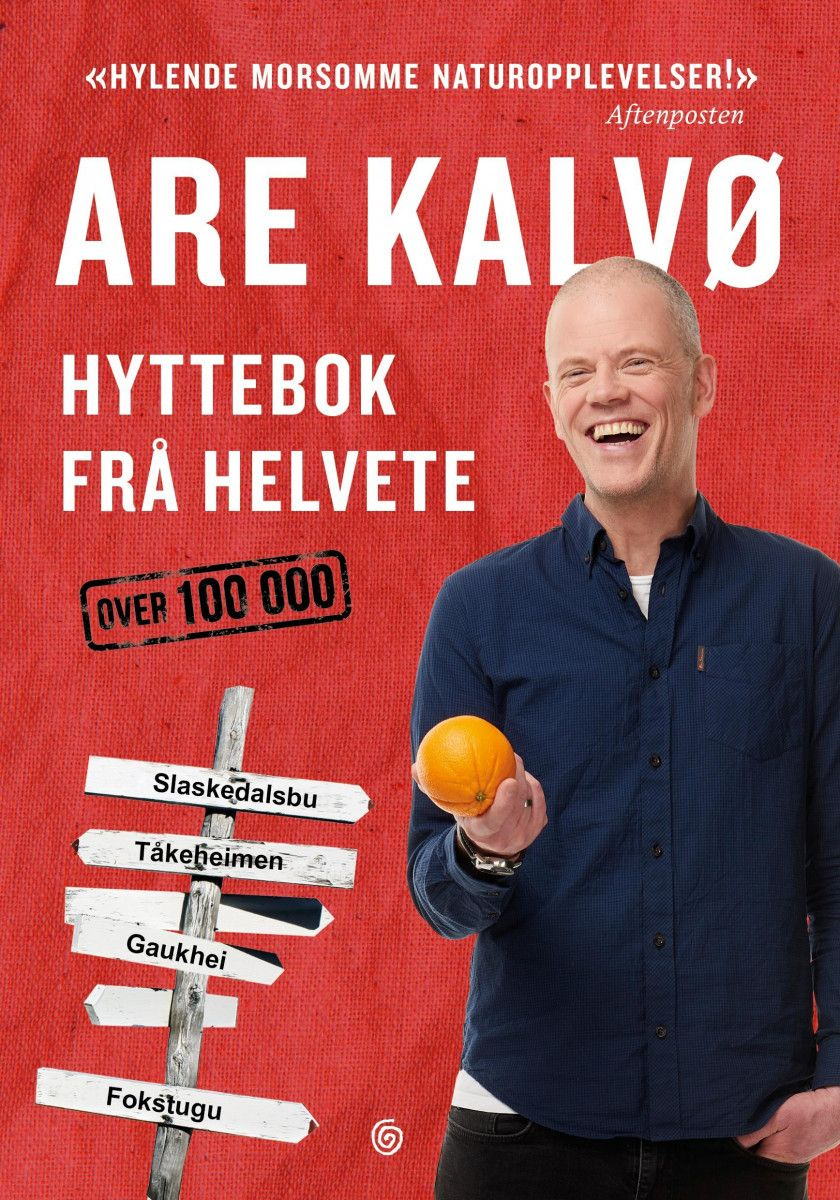 «HYLENDE MORSOMME NATUROPPLEVELSER!»
Aftenposten
ARE KALVØ
HYTTEBOK
FRÅ HELVETE
OVER 100 000
Slaskedalsbu
Tåkeheimen
Gaukhei
Fokstugu